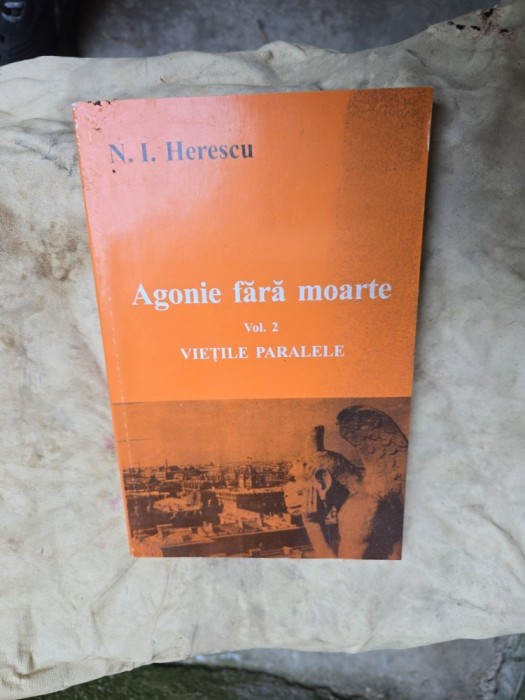 N. I. Herescu
Agonie fără moarte
Vol. 2
VIEȚILE PARALELE